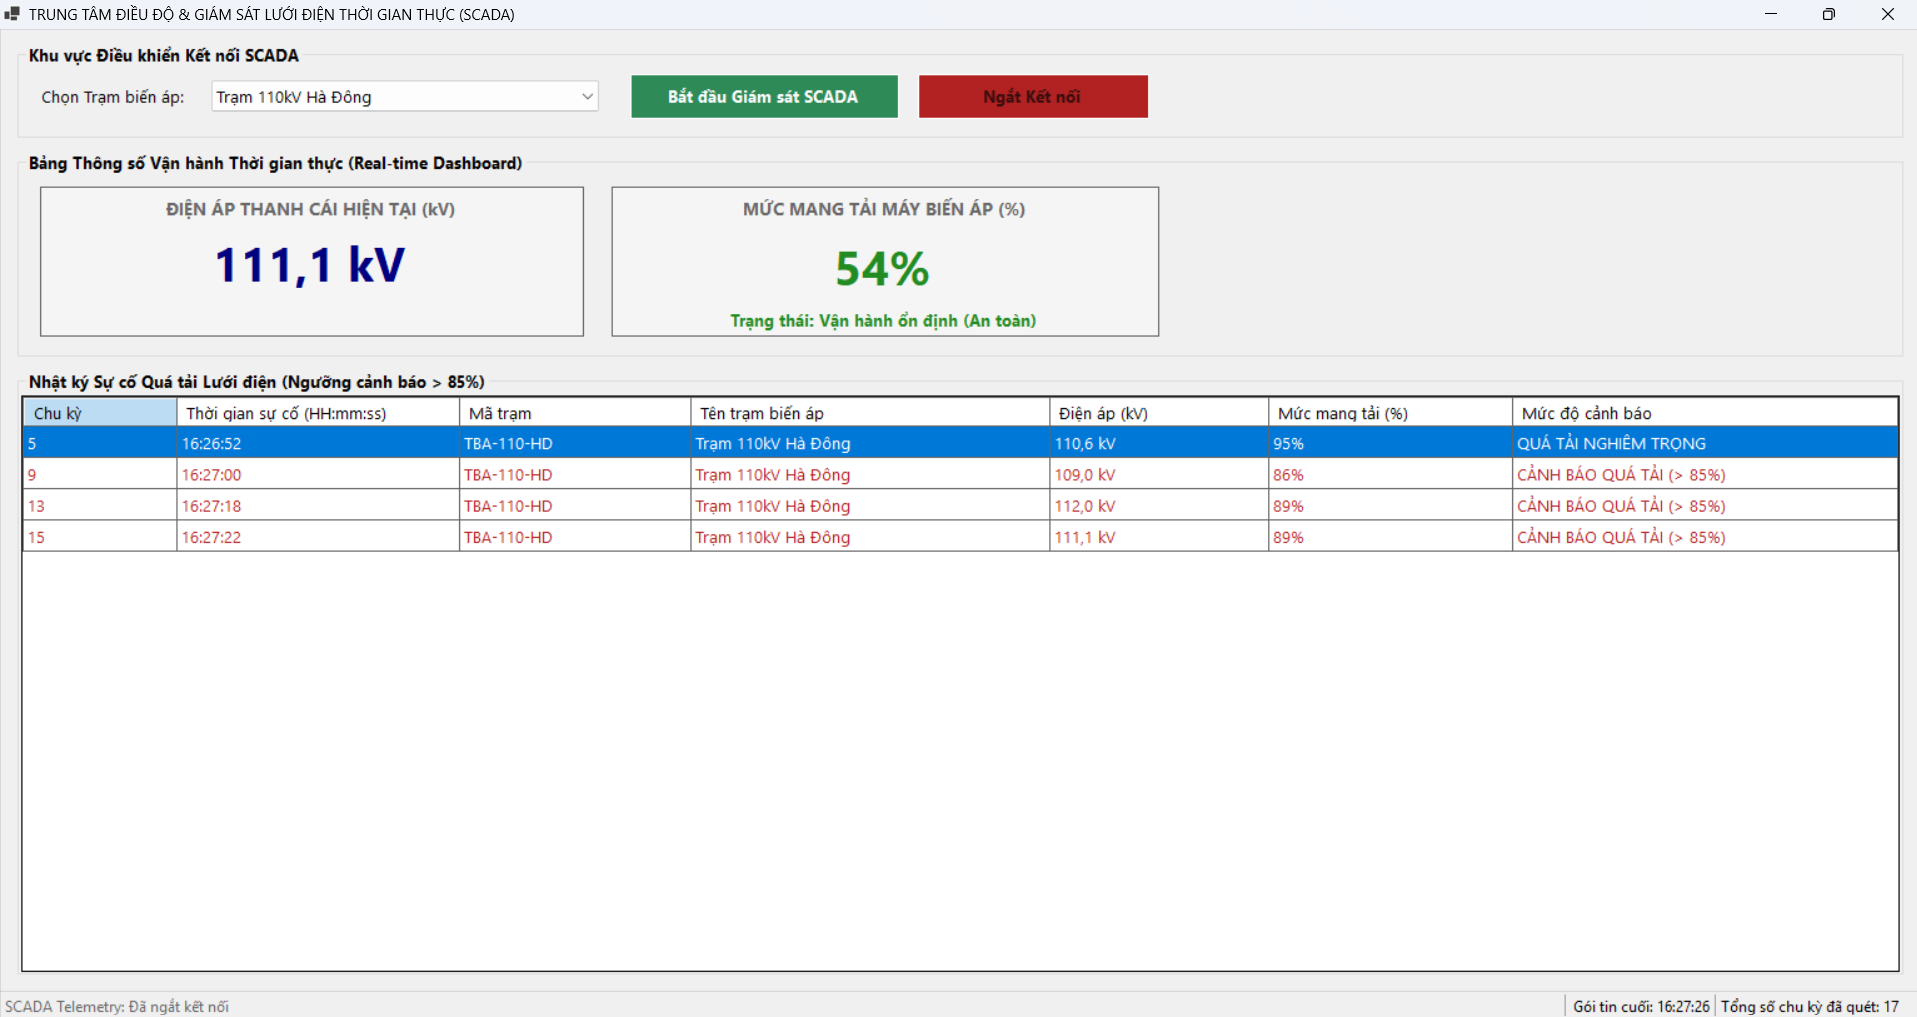 TRUNG TÂM ĐIỀU ĐỘ & GIÁM SÁT LƯỚI ĐIỆN THỜI GIAN THỰC (SCADA)
Khu vực Điều khiển Kết nối SCADA
Chọn Trạm biến áp: Trạm 110kV Hà Đông Bắt đầu Giám sát SCADA Ngắt Kết nối
Bảng Thông số Vận hành Thời gian thực (Real-time Dashboard)
ĐIỆN ÁP THANH CÁI HIỆN TẠI (kV)
111,1 kV
MỨC MANG TẢI MÁY BIẾN ÁP (%)
54%
Trạng thái: Vận hành ổn định (An toàn)
Nhật ký Sự cố Quá tải Lưới điện (Ngưỡng cảnh báo > 85%)
Chu kỳ Thời gian sự cố (HH:mm:ss) Mã trạm Tên trạm biến áp Điện áp (kV) Mức mang tải (%) Mức độ cảnh báo
5 16:26:52 TBA-110-HD Trạm 110kV Hà Đông 110,6 kV 95% QUÁ TẢI NGHIÊM TRỌNG
9 16:27:00 TBA-110-HD Trạm 110kV Hà Đông 109,0 kV 86% CẢNH BÁO QUÁ TẢI (> 85%)
13 16:27:18 TBA-110-HD Trạm 110kV Hà Đông 112,0 kV 89% CẢNH BÁO QUÁ TẢI (> 85%)
15 16:27:22 TBA-110-HD Trạm 110kV Hà Đông 111,1 kV 89% CẢNH BÁO QUÁ TẢI (> 85%)
SCADA Telemetry: Đã ngắt kết nối Gói tin cuối: 16:27:26 Tổng số chu kỳ đã quét: 17